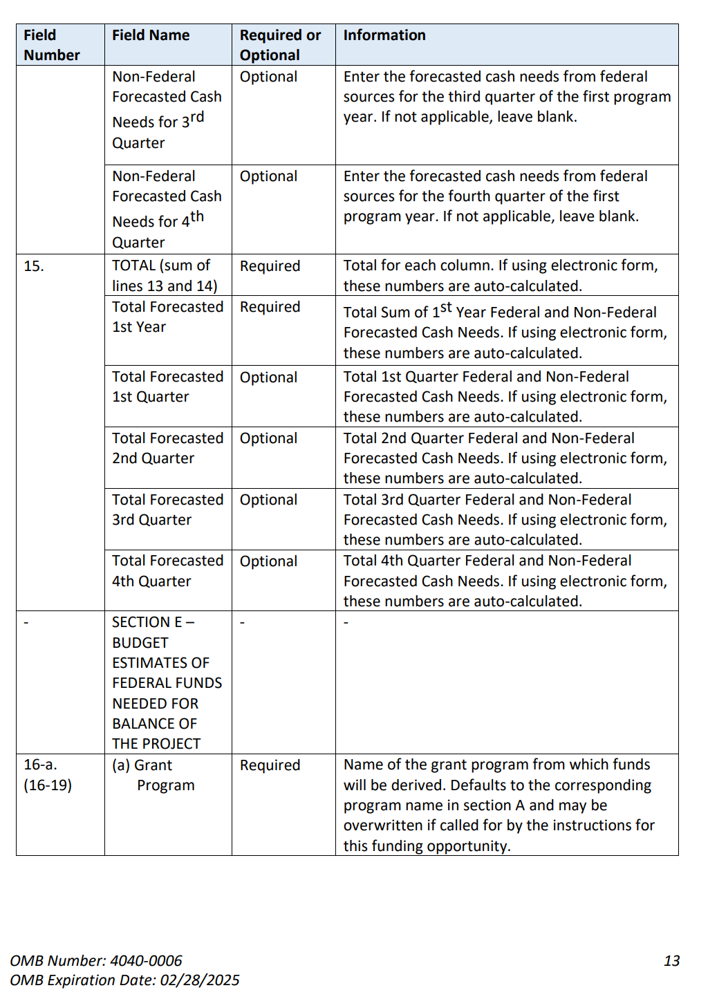 Field Number
Field Name
Required or Optional
Information
Non-Federal
Forecasted Cash
Needs for 3rd
Quarter
Optional
Enter the forecasted cash needs from federal
sources for the third quarter of the first program
year. If not applicable, leave blank.
Non-Federal
Forecasted Cash
Needs for 4th
Quarter
Optional
Enter the forecasted cash needs from federal
sources for the fourth quarter of the first
program year. If not applicable, leave blank.
15.
TOTAL (sum of
lines 13 and 14)
Required
Total for each column. If using electronic form,
these numbers are auto-calculated.
Total Forecasted
1st Year
Required
Total Sum of 1st Year Federal and Non-Federal
Forecasted Cash Needs. If using electronic form,
these numbers are auto-calculated.
Total Forecasted
1st Quarter
Optional
Total 1st Quarter Federal and Non-Federal
Forecasted Cash Needs. If using electronic form,
these numbers are auto-calculated.
Total Forecasted
2nd Quarter
Optional
Total 2nd Quarter Federal and Non-Federal
Forecasted Cash Needs. If using electronic form,
these numbers are auto-calculated.
Total Forecasted
3rd Quarter
Optional
Total 3rd Quarter Federal and Non-Federal
Forecasted Cash Needs. If using electronic form,
these numbers are auto-calculated.
Total Forecasted
4th Quarter
Optional
Total 4th Quarter Federal and Non-Federal
Forecasted Cash Needs. If using electronic form,
these numbers are auto-calculated.
-
SECTION E –
BUDGET
ESTIMATES OF
FEDERAL FUNDS
NEEDED FOR
BALANCE OF
THE PROJECT
-
-
16-a.
(16-19)
(a) Grant
Program
Required
Name of the grant program from which funds
will be derived. Defaults to the corresponding
program name in section A and may be
overwritten if called for by the instructions for
this funding opportunity.
OMB Number: 4040-0006
13
OMB Expiration Date: 02/28/2025